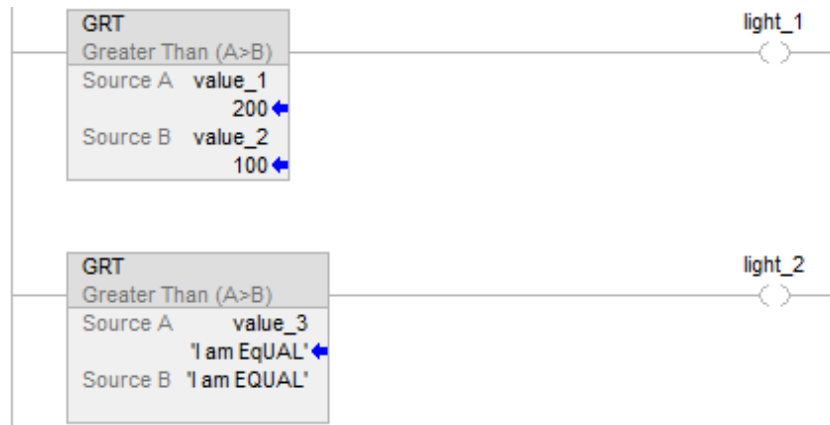 GRT
light_1
Greater Than (A>B)
Source A value_1
200
Source B value_2
100
GRT
light_2
Greater Than (A>B)
Source A value_3
'I am EqUAL'
Source B 'I am EQUAL'